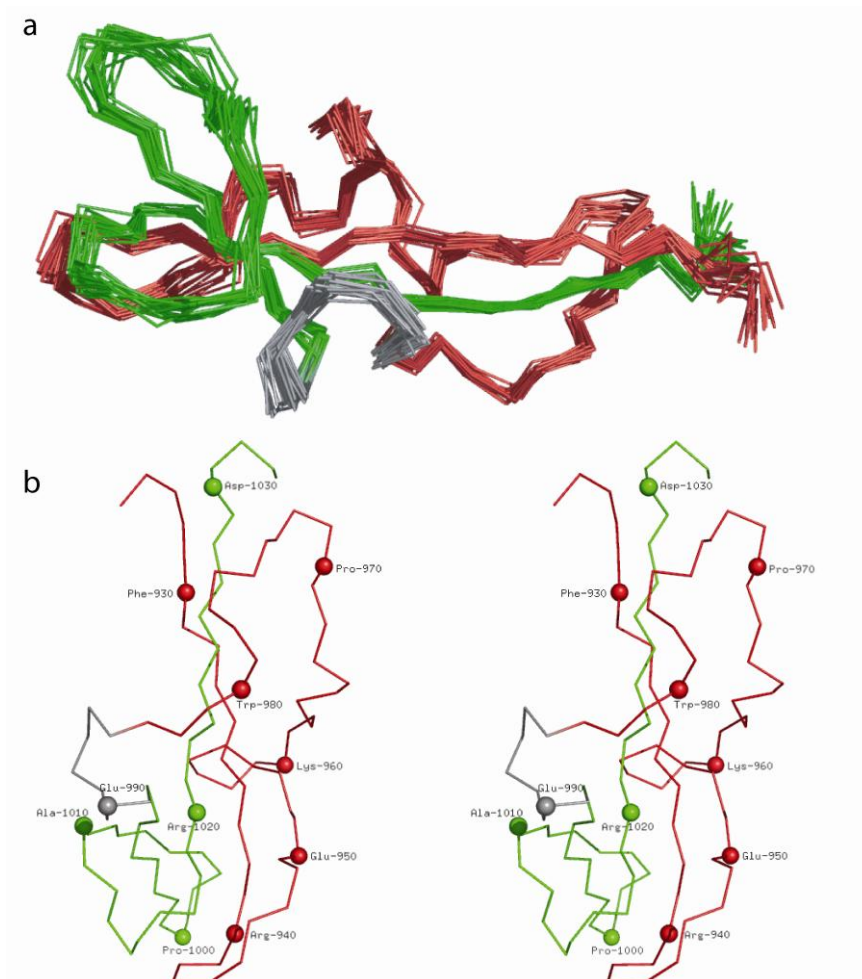 a
b
Asp-1030
Phe-930
Pro-970
Trp-980
Lys-960
Glu-990
Ala-1010
Arg-1020
Glu-950
Arg-940
Pro-1000
Asp-1030
Phe-930
Pro-970
Trp-980
Lys-960
Glu-990
Ala-1010
Arg-1020
Glu-950
Arg-940
Pro-1000